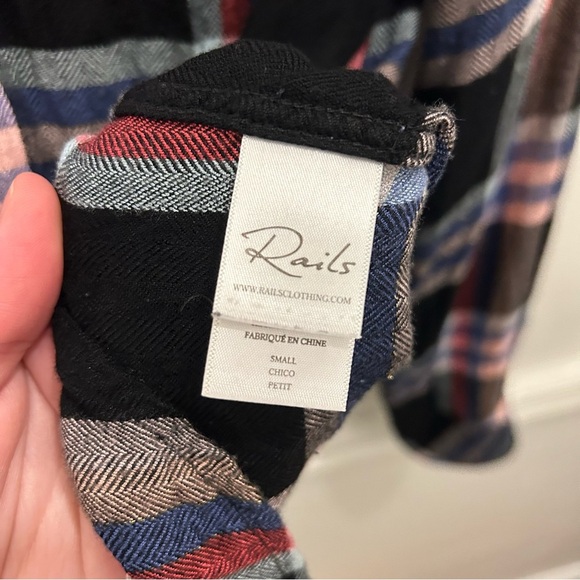 Rails
WWW.RAILSCLOTHING.COM
FABRIQUÉ EN CHINE
SMALL
CHICO
PETIT